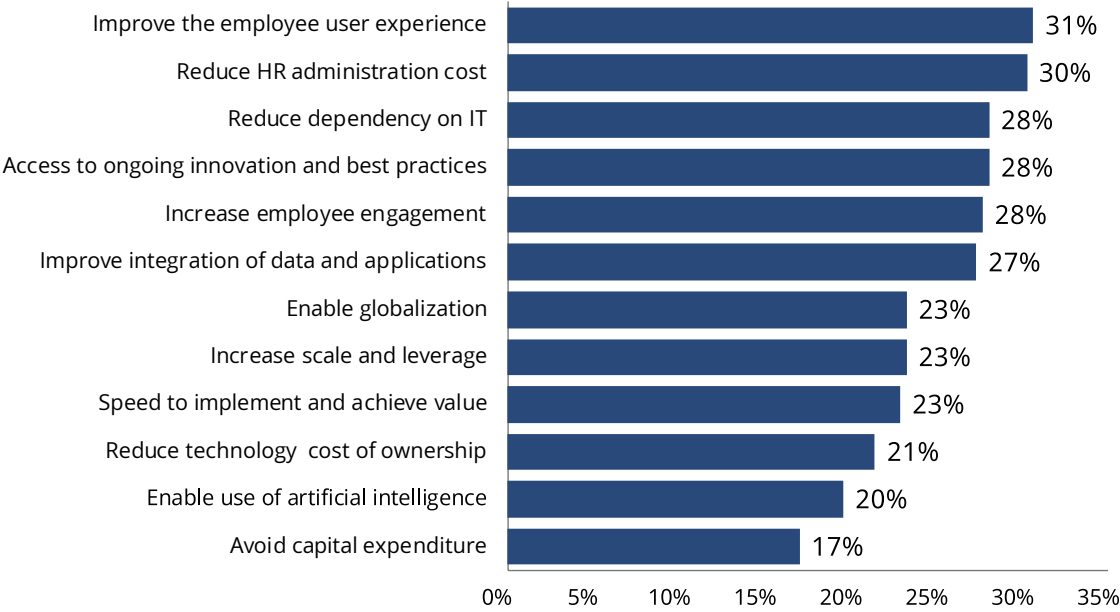 Improve the employee user experience 31%
Reduce HR administration cost 30%
Reduce dependency on IT 28%
Access to ongoing innovation and best practices 28%
Increase employee engagement 28%
Improve integration of data and applications 27%
Enable globalization 23%
Increase scale and leverage 23%
Speed to implement and achieve value 23%
Reduce technology  cost of ownership 21%
Enable use of artificial intelligence 20%
Avoid capital expenditure 17%
0% 5% 10% 15% 20% 25% 30% 35%